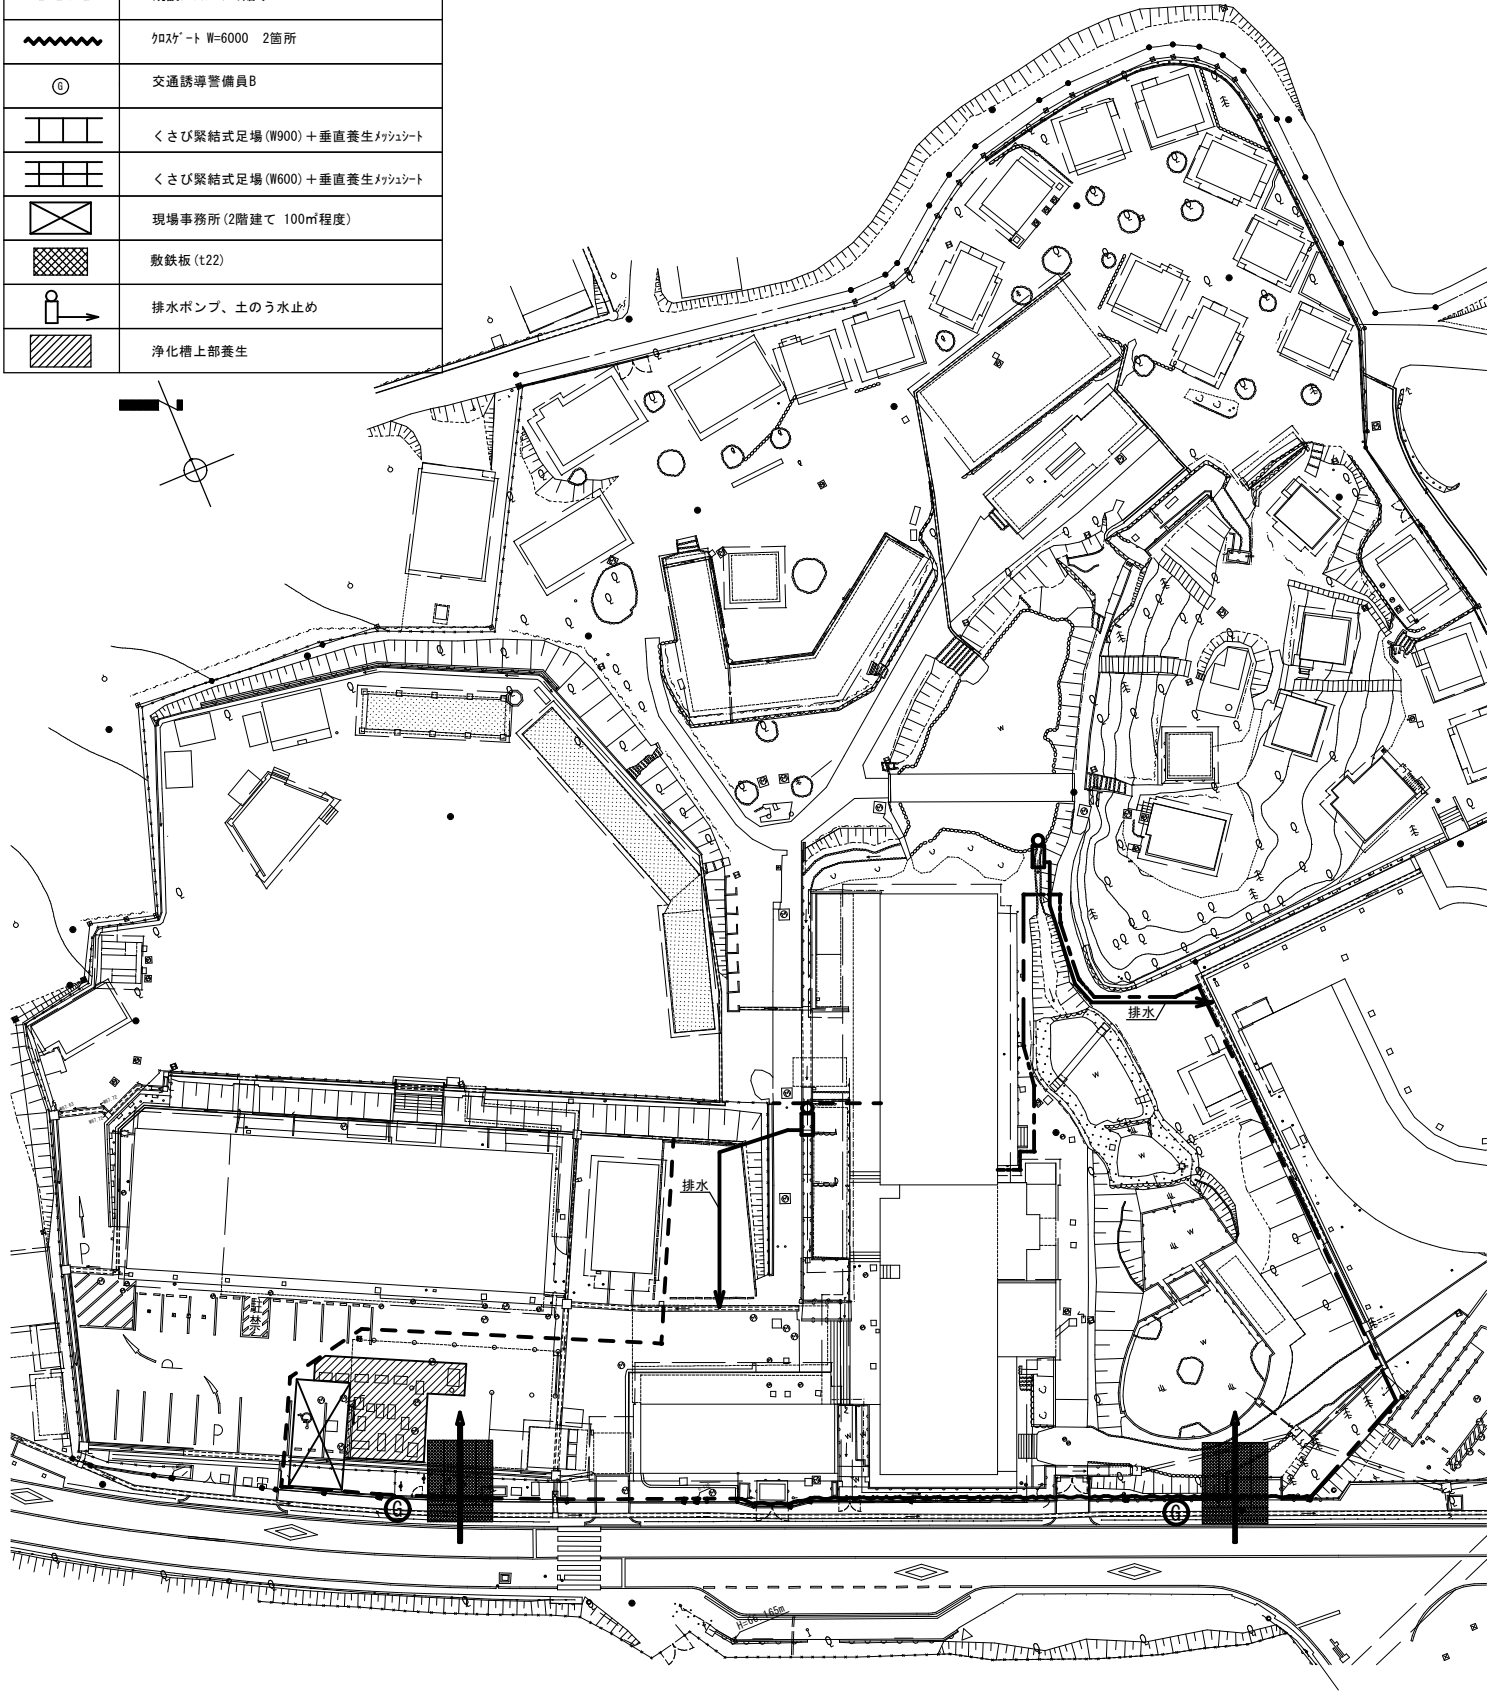 ｸﾛｽｹﾞｰﾄ W=6000 2箇所
G
交通誘導警備員B
くさび緊結式足場(W900)＋垂直養生ﾒｯｼｭｼｰﾄ
くさび緊結式足場(W600)＋垂直養生ﾒｯｼｭｼｰﾄ
現場事務所(2階建て 100㎡程度)
敷鉄板(t22)
排水ポンプ、土のう水止め
浄化槽上部養生
排水
排水
駐禁
G
G
H=66.165m